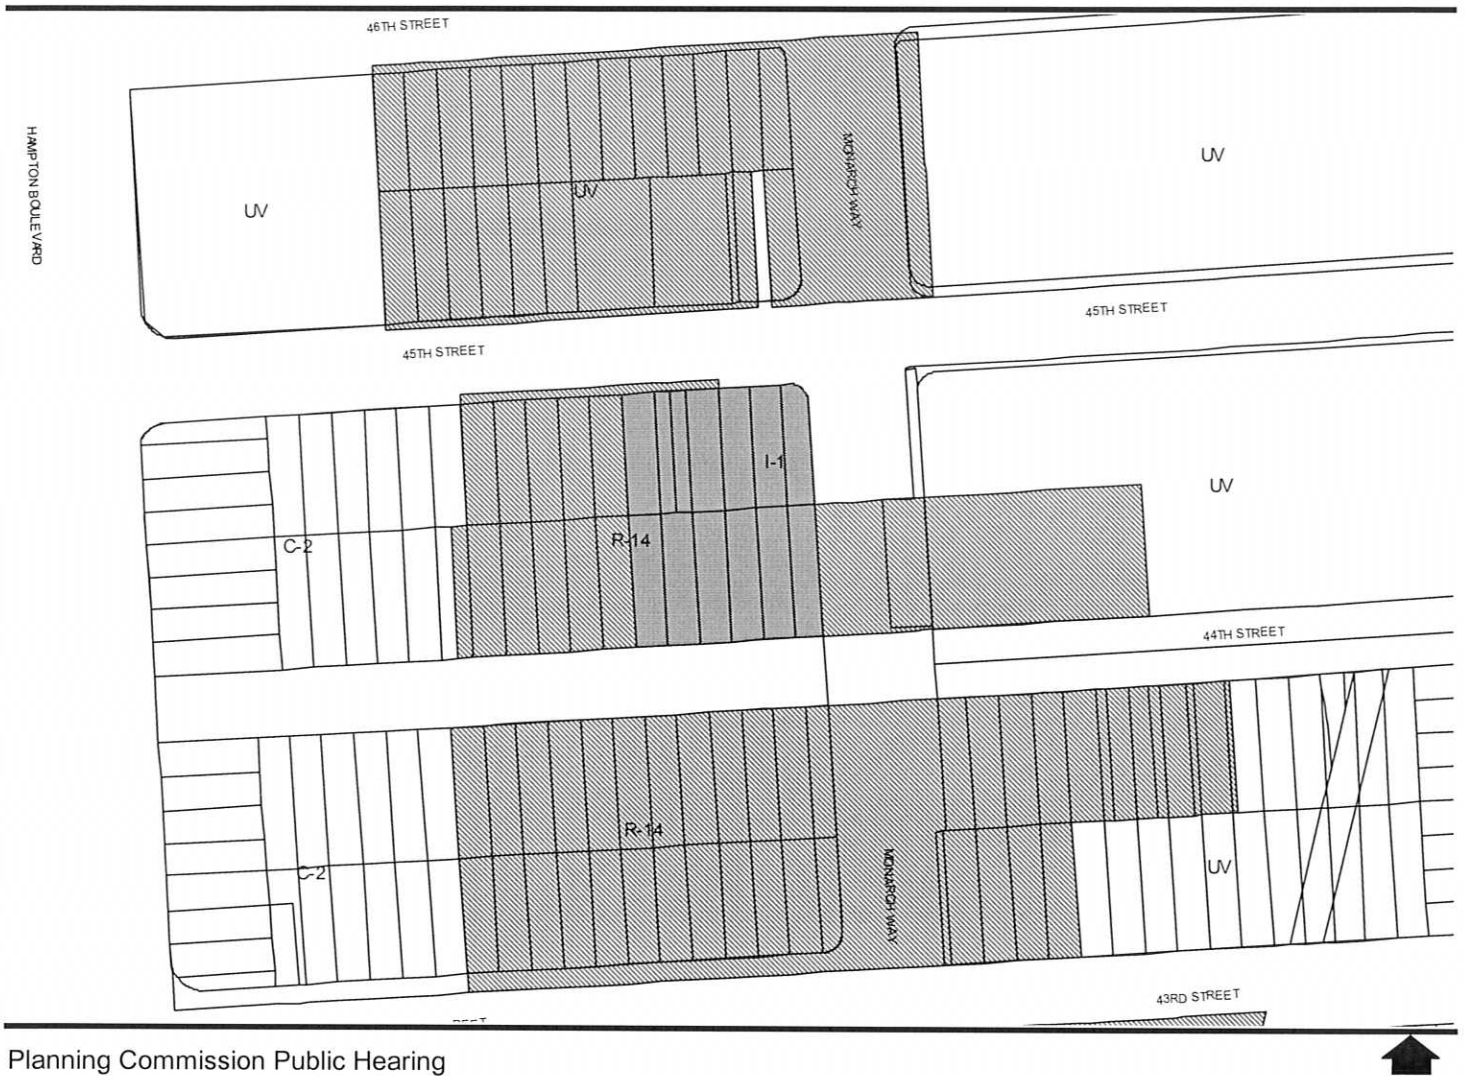 46TH STREET
HAMPTON BOULEVARD
MONARCH WAY
UV
UV
UV
45TH STREET
45TH STREET
I-1
UV
R-14
C-2
44TH STREET
R-14
UV
C-2
MONARCH WAY
43RD STREET
Planning Commission Public Hearing